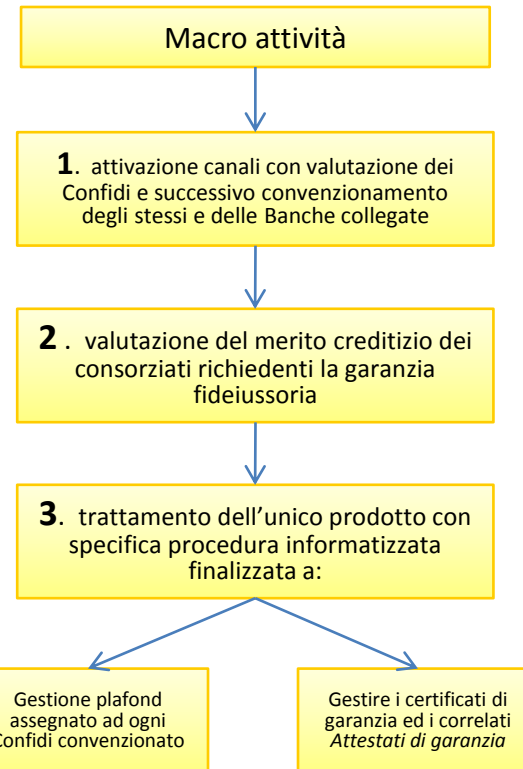 Macro attività
1. attivazione canali con valutazione dei
Confidi e successivo convenzionamento
degli stessi e delle Banche collegate
2 . valutazione del merito creditizio dei
consorziati richiedenti la garanzia
fideiussoria
3. trattamento dell’unico prodotto con
specifica procedura informatizzata
finalizzata a:
Gestione plafond
assegnato ad ogni
Confidi convenzionato
Gestire i certificati di
garanzia ed i correlati
Attestati di garanzia